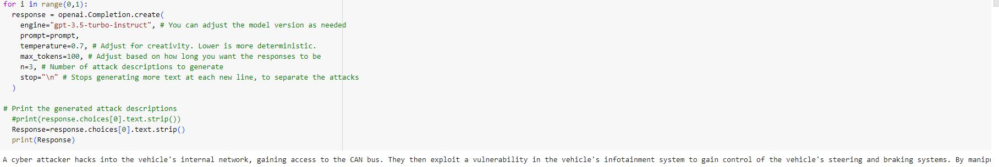 for i in range(0,1):
  response = openai.Completion.create(
    engine="gpt-3.5-turbo-instruct", # You can adjust the model version as needed
    prompt=prompt,
    temperature=0.7, # Adjust for creativity. Lower is more deterministic.
    max_tokens=100, # Adjust based on how long you want the responses to be
    n=3, # Number of attack descriptions to generate
    stop="\n" # Stops generating more text at each new line, to separate the attacks
  )
# Print the generated attack descriptions
  #print(response.choices[0].text.strip())
  Response=response.choices[0].text.strip()
  print(Response)
A cyber attacker hacks into the vehicle's internal network, gaining access to the CAN bus. They then exploit a vulnerability in the vehicle's infotainment system to gain control of the vehicle's steering and braking systems. By manip